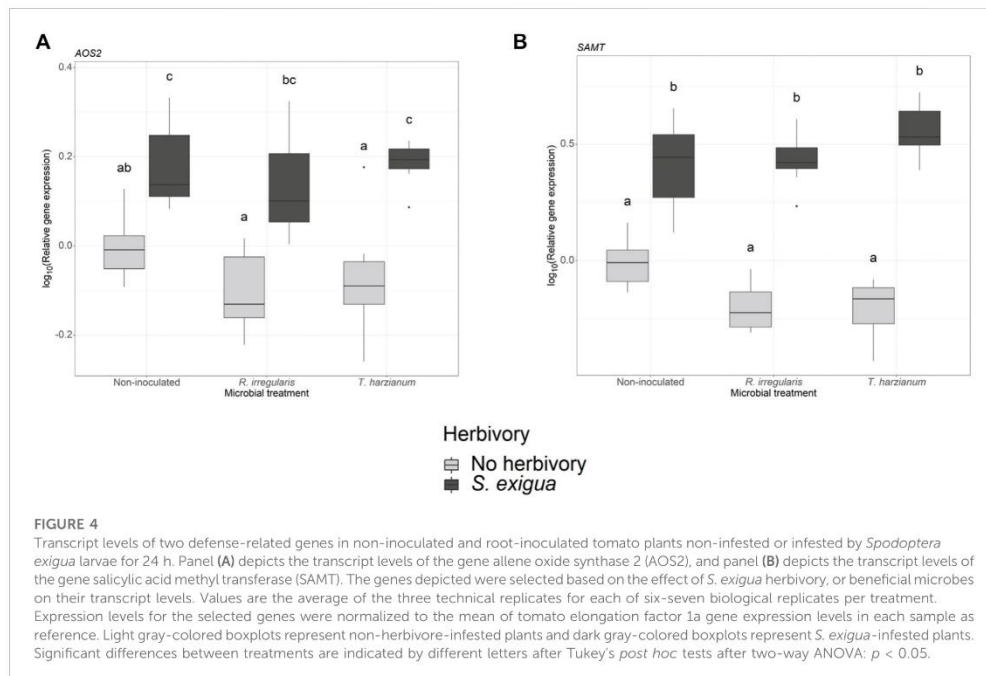 A
AOS2
0.4
0.2
0.0
-0.2
log10(Relative gene expression)
ab
c
a
bc
a
c
Non-inoculated
R. irregularis
T. harzianum
Microbial treatment
B
SAMT
0.5
0.0
log10(Relative gene expression)
a
b
a
b
a
b
Non-inoculated
R. irregularis
T. harzianum
Microbial treatment
Herbivory
No herbivory
S. exigua
FIGURE 4
Transcript levels of two defense-related genes in non-inoculated and root-inoculated tomato plants non-infested or infested by Spodoptera
exigua larvae for 24 h. Panel (A) depicts the transcript levels of the gene allene oxide synthase 2 (AOS2), and panel (B) depicts the transcript levels of
the gene salicylic acid methyl transferase (SAMT). The genes depicted were selected based on the effect of S. exigua herbivory, or beneficial microbes
on their transcript levels. Values are the average of the three technical replicates for each of six-seven biological replicates per treatment.
Expression levels for the selected genes were normalized to the mean of tomato elongation factor 1a gene expression levels in each sample as
reference. Light gray-colored boxplots represent non-herbivore-infested plants and dark gray-colored boxplots represent S. exigua-infested plants.
Significant differences between treatments are indicated by different letters after Tukey's post hoc tests after two-way ANOVA: p < 0.05.